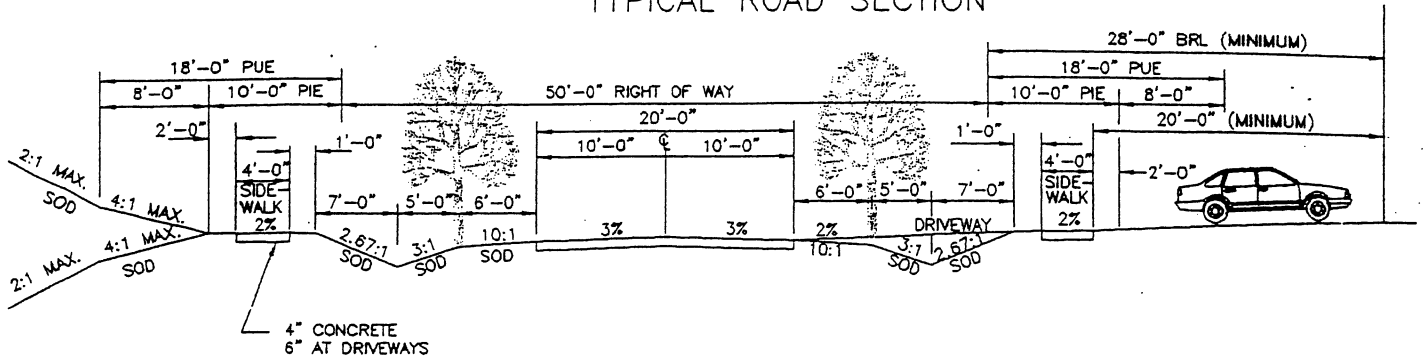 TYPICAL ROAD SECTION
28'-0" BRL (MINIMUM)
18'-0" PUE
18'-0" PUE
8'-0"
10'-0" PIE
50'-0" RIGHT OF WAY
10'-0" PIE
8'-0"
2'-0"
1'-0"
20'-0"
1'-0"
20'-0" (MINIMUM)
10'-0"
℄
10'-0"
4'-0"
4'-0"
2'-0"
2:1 MAX.
SOD
SIDE-
WALK
2%
7'-0"
5'-0"
6'-0"
6'-0"
5'-0"
7'-0"
SIDE-
WALK
2%
4:1 MAX.
4:1 MAX.
SOD
2:1 MAX.
2.67:1
SOD
3:1
SOD
10:1
SOD
3%
3%
2%
10:1
DRIVEWAY
3:1
SOD
2.67:1
SOD
4" CONCRETE
6" AT DRIVEWAYS